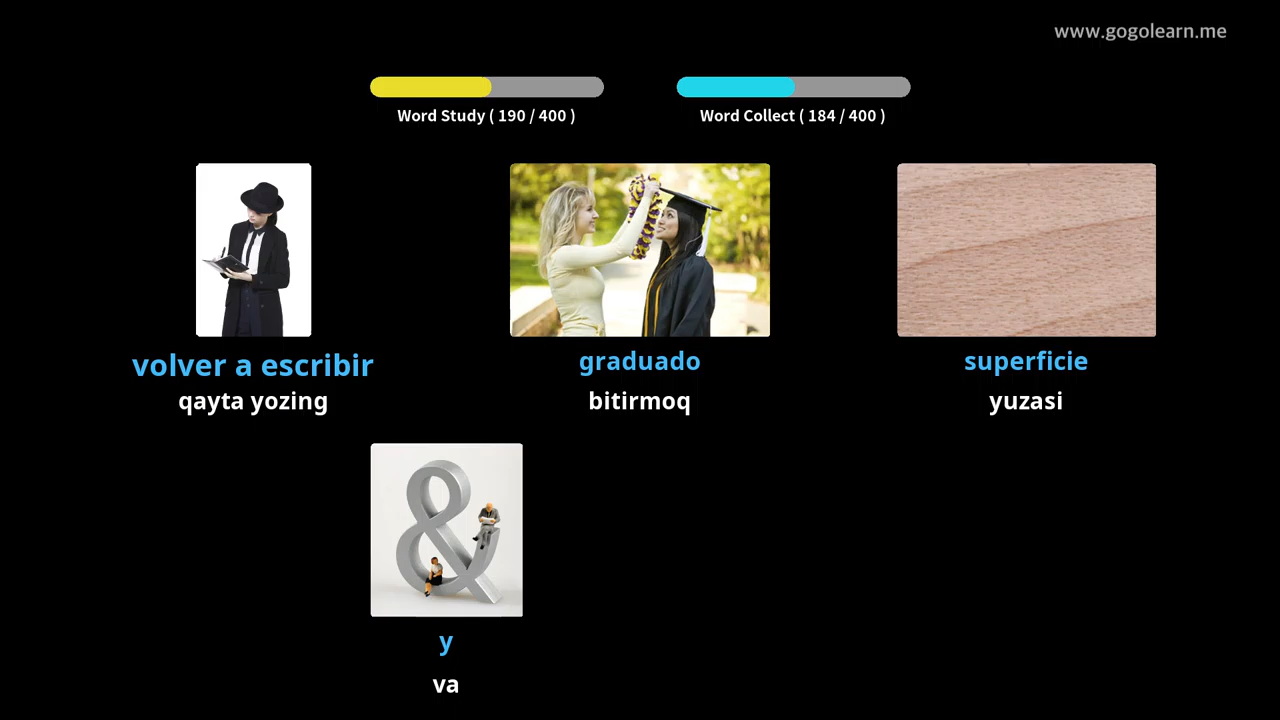 www.gogolearn.me
Word Study ( 190 / 400 )
Word Collect ( 184 / 400 )
volver a escribir
qayta yozing
graduado
bitirmoq
superficie
yuzasi
&
y
va